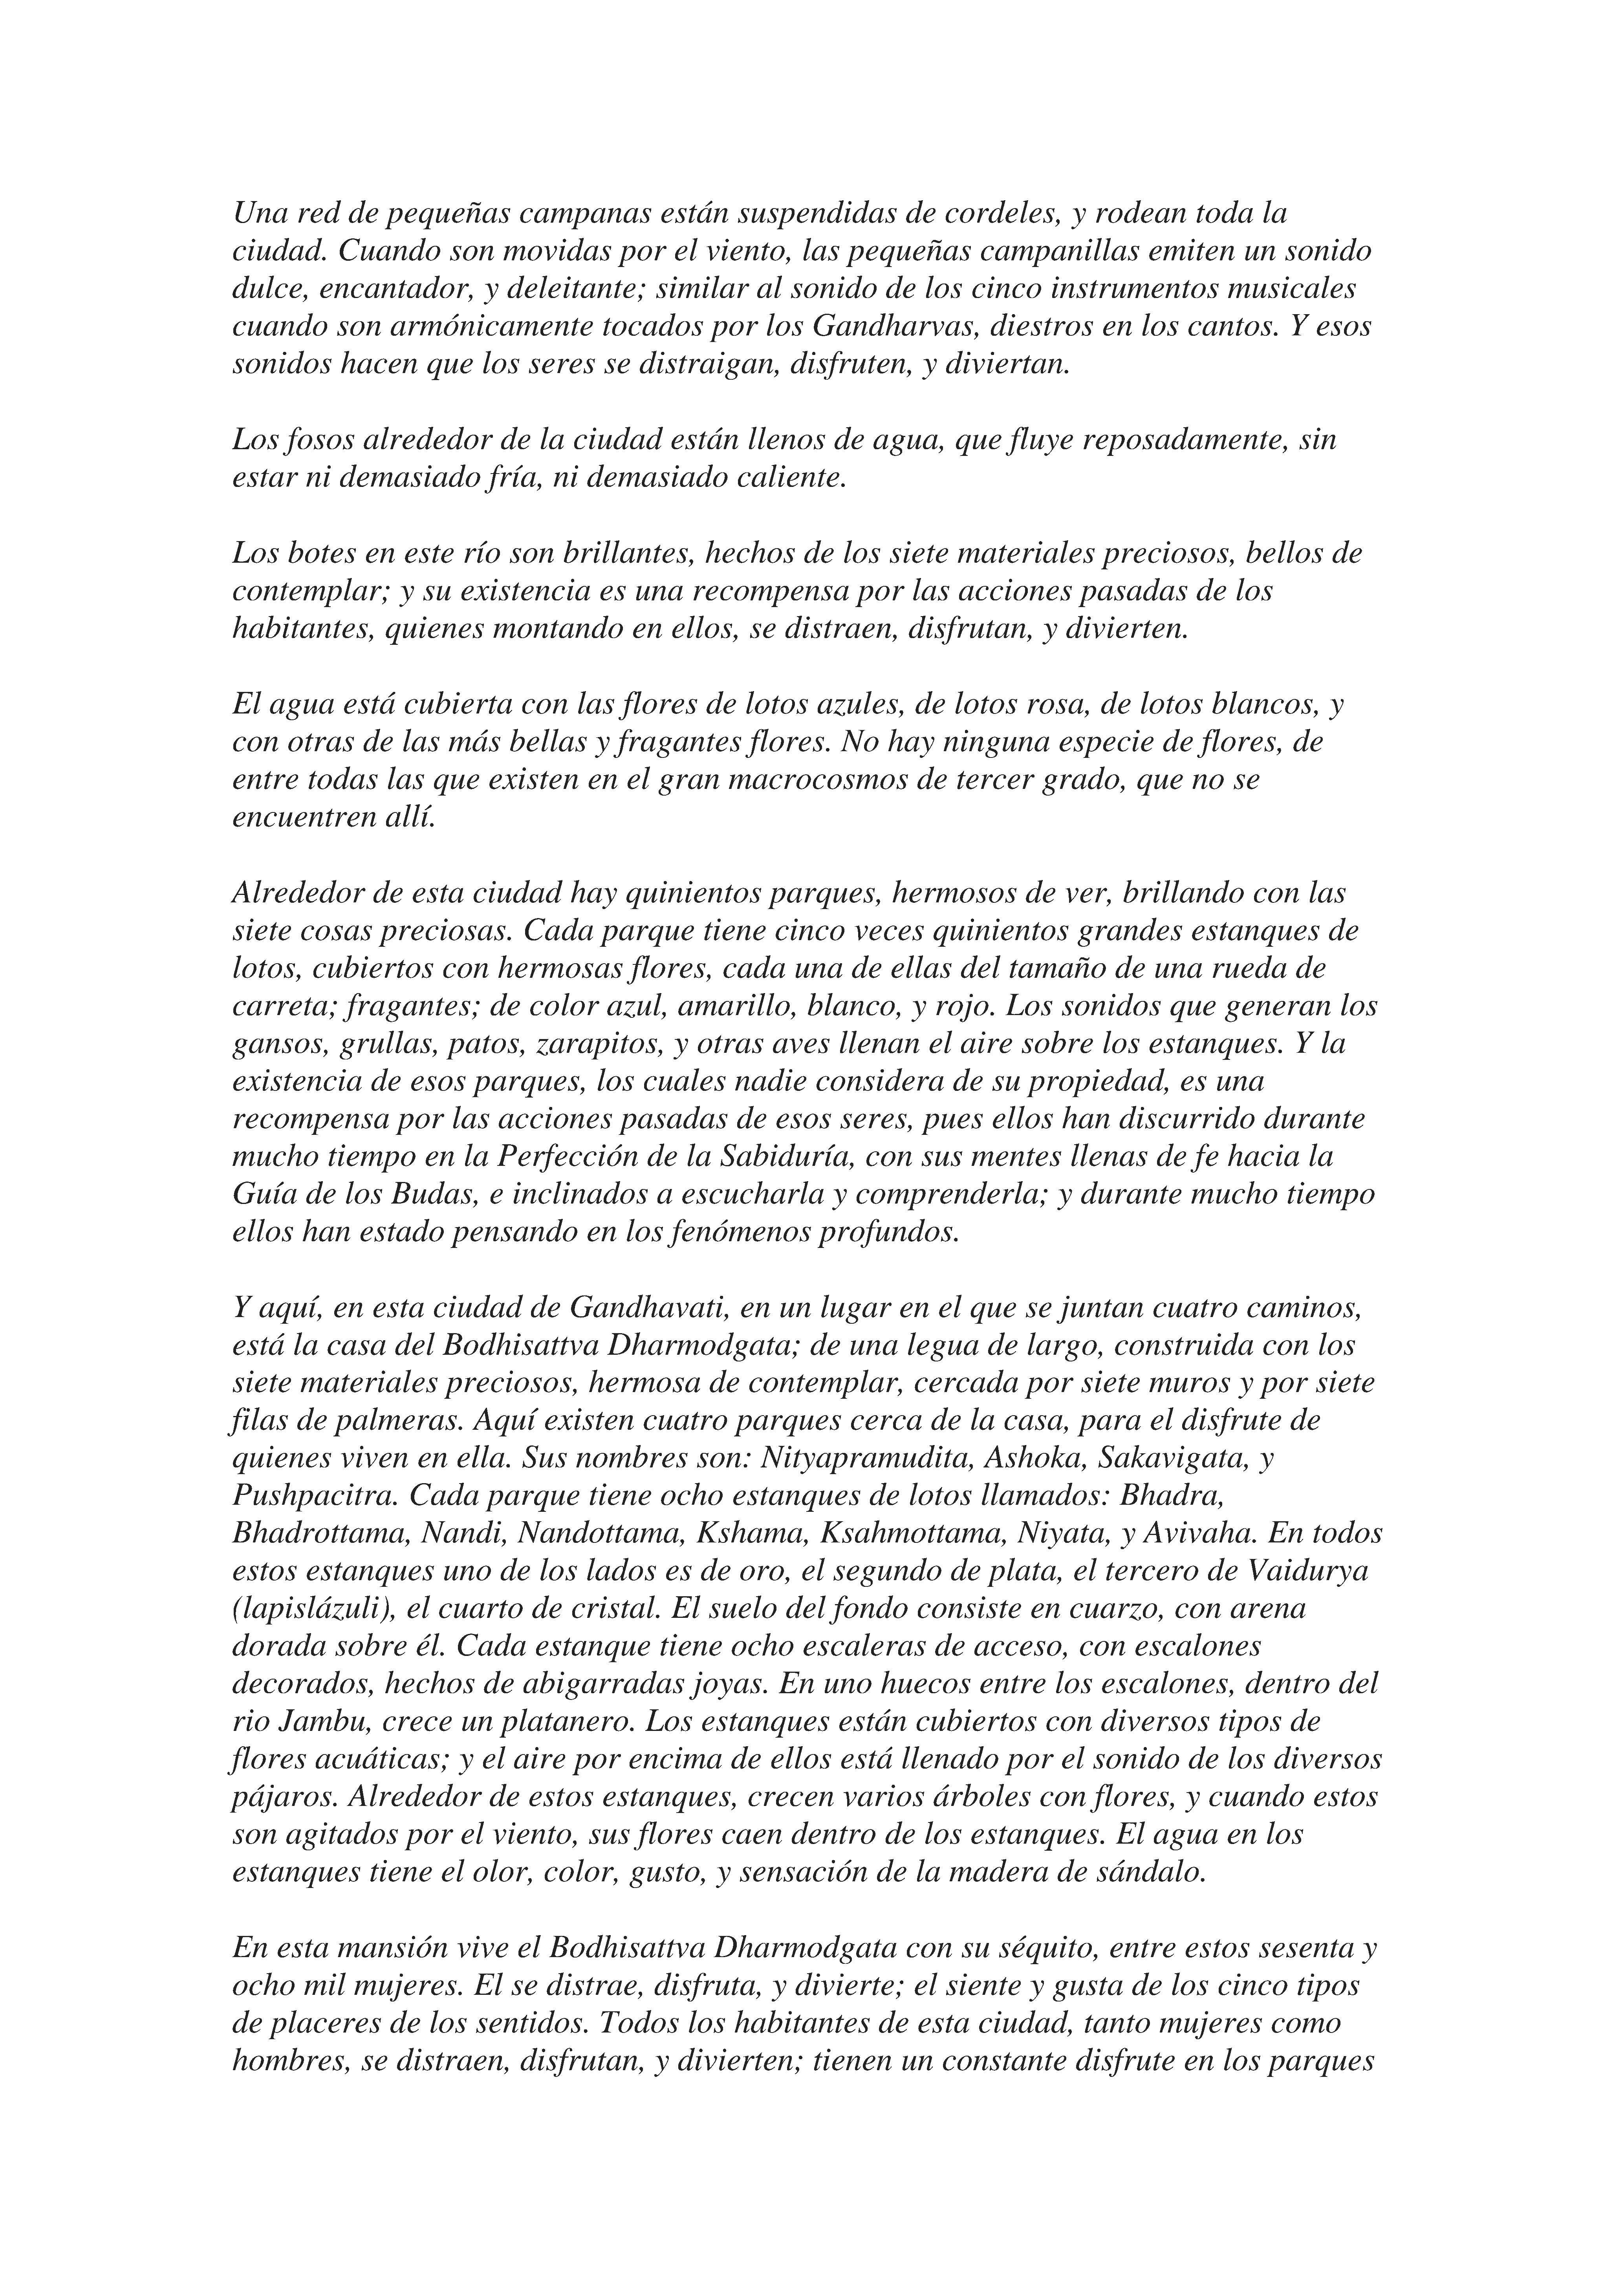 Una red de pequeñas campanas están suspendidas de cordeles, y rodean toda la
ciudad. Cuando son movidas por el viento, las pequeñas campanillas emiten un sonido
dulce, encantador, y deleitante; similar al sonido de los cinco instrumentos musicales
cuando son armónicamente tocados por los Gandharvas, diestros en los cantos. Y esos
sonidos hacen que los seres se distraigan, disfruten, y diviertan.

Los fosos alrededor de la ciudad están llenos de agua, que fluye reposadamente, sin
estar ni demasiado fría, ni demasiado caliente.

Los botes en este río son brillantes, hechos de los siete materiales preciosos, bellos de
contemplar; y su existencia es una recompensa por las acciones pasadas de los
habitantes, quienes montando en ellos, se distraen, disfrutan, y divierten.

El agua está cubierta con las flores de lotos azules, de lotos rosa, de lotos blancos, y
con otras de las más bellas y fragantes flores. No hay ninguna especie de flores, de
entre todas las que existen en el gran macrocosmos de tercer grado, que no se
encuentren allí.

Alrededor de esta ciudad hay quinientos parques, hermosos de ver, brillando con las
siete cosas preciosas. Cada parque tiene cinco veces quinientos grandes estanques de
lotos, cubiertos con hermosas flores, cada una de ellas del tamaño de una rueda de
carreta; fragantes; de color azul, amarillo, blanco, y rojo. Los sonidos que generan los
gansos, grullas, patos, zarapitos, y otras aves llenan el aire sobre los estanques. Y la
existencia de esos parques, los cuales nadie considera de su propiedad, es una
recompensa por las acciones pasadas de esos seres, pues ellos han discurrido durante
mucho tiempo en la Perfección de la Sabiduría, con sus mentes llenas de fe hacia la
Guía de los Budas, e inclinados a escucharla y comprenderla; y durante mucho tiempo
ellos han estado pensando en los fenómenos profundos.

Y aquí, en esta ciudad de Gandhavati, en un lugar en el que se juntan cuatro caminos,
está la casa del Bodhisattva Dharmodgata; de una legua de largo, construida con los
siete materiales preciosos, hermosa de contemplar, cercada por siete muros y por siete
filas de palmeras. Aquí existen cuatro parques cerca de la casa, para el disfrute de
quienes viven en ella. Sus nombres son: Nityapramudita, Ashoka, Sakavigata, y
Pushpacitra. Cada parque tiene ocho estanques de lotos llamados: Bhadra,
Bhadrottama, Nandi, Nandottama, Kshama, Ksahmottama, Niyata, y Avivaha. En todos
estos estanques uno de los lados es de oro, el segundo de plata, el tercero de Vaidurya
(lapislázuli), el cuarto de cristal. El suelo del fondo consiste en cuarzo, con arena
dorada sobre él. Cada estanque tiene ocho escaleras de acceso, con escalones
decorados, hechos de abigarradas joyas. En uno huecos entre los escalones, dentro del
rio Jambu, crece un platanero. Los estanques están cubiertos con diversos tipos de
flores acuáticas; y el aire por encima de ellos está llenado por el sonido de los diversos
pájaros. Alrededor de estos estanques, crecen varios árboles con flores, y cuando estos
son agitados por el viento, sus flores caen dentro de los estanques. El agua en los
estanques tiene el olor, color, gusto, y sensación de la madera de sándalo.

En esta mansión vive el Bodhisattva Dharmodgata con su séquito, entre estos sesenta y
ocho mil mujeres. El se distrae, disfruta, y divierte; el siente y gusta de los cinco tipos
de placeres de los sentidos. Todos los habitantes de esta ciudad, tanto mujeres como
hombres, se distraen, disfrutan, y divierten; tienen un constante disfrute en los parques